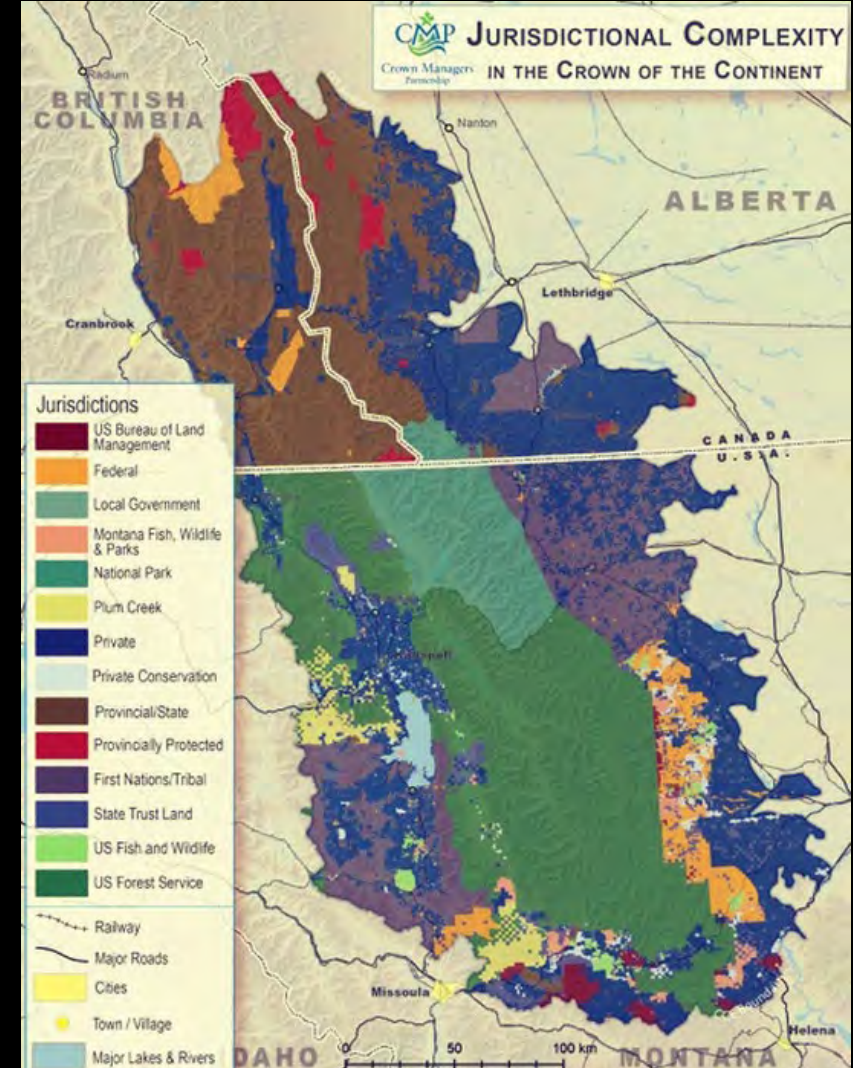 CMP
Crown Managers
Partnership
JURISDICTIONAL COMPLEXITY
IN THE CROWN OF THE CONTINENT
Radium
BRITISH
COLUMBIA
Nanton
ALBERTA
Lethbridge
Cranbrook
CANADA
U.S.A.
Jurisdictions
US Bureau of Land
Management
Federal
Local Government
Montana Fish, Wildlife
& Parks
National Park
Plum Creek
Private
Private Conservation
Provincial/State
Provincially Protected
First Nations/Tribal
State Trust Land
US Fish and Wildlife
US Forest Service
Railway
Major Roads
Cities
Town / Village
Major Lakes & Rivers
Missoula
Helena
DAHO
0 50 100 km
MONTANA